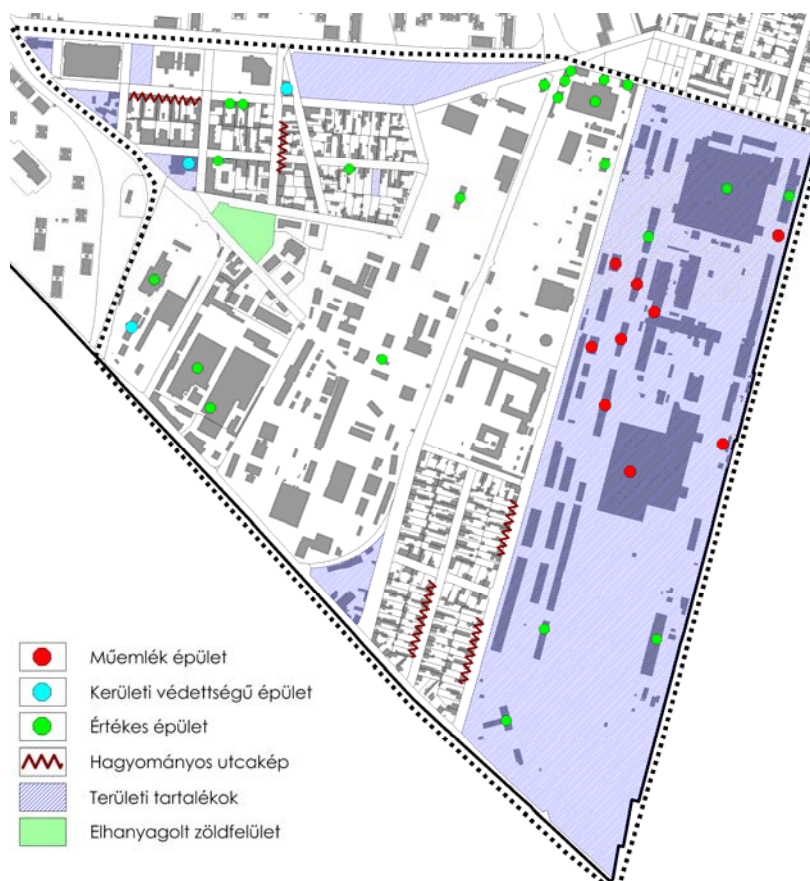 Műemlék épület
Kerületi védettségű épület
Értékes épület
Hagyományos utcakép
Területi tartalékok
Elhanyagolt zöldfelület